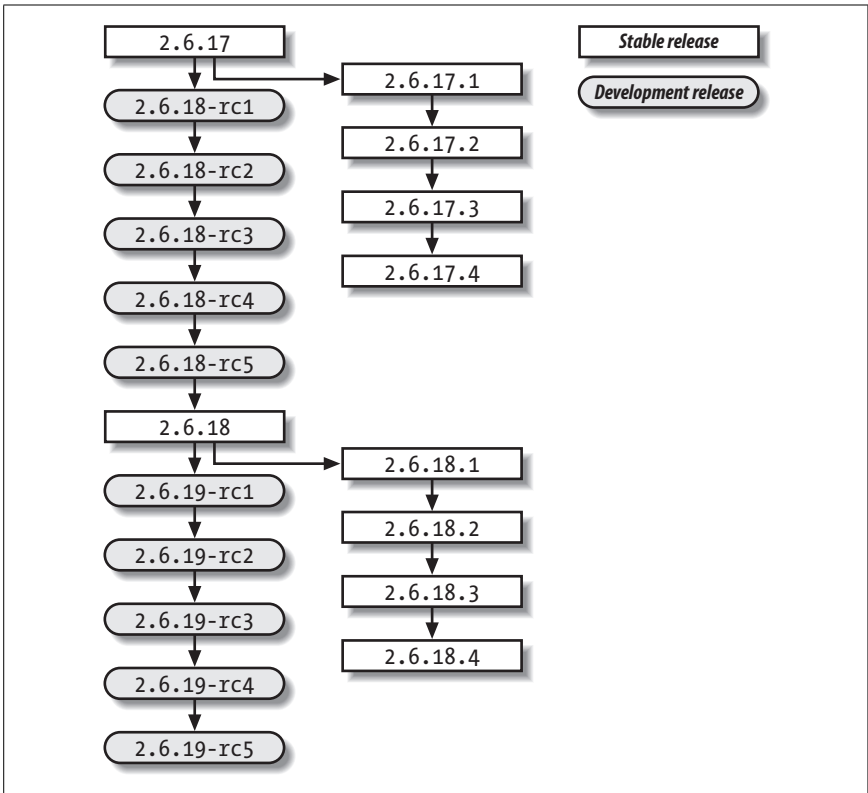 2.6.17
Stable release
2.6.17.1
Development release
2.6.18-rc1
2.6.17.2
2.6.18-rc2
2.6.17.3
2.6.18-rc3
2.6.17.4
2.6.18-rc4
2.6.18-rc5
2.6.18
2.6.18.1
2.6.19-rc1
2.6.18.2
2.6.19-rc2
2.6.18.3
2.6.19-rc3
2.6.18.4
2.6.19-rc4
2.6.19-rc5